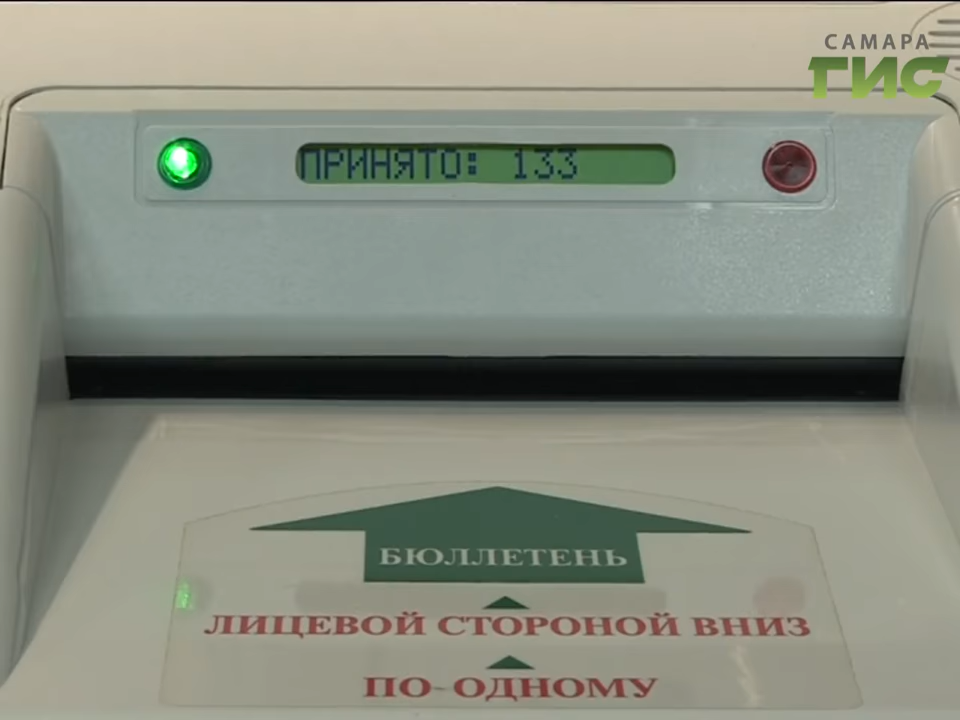 САМАРА
ГИС
ПРИНЯТО: 133
БЮЛЛЕТЕНЬ
ЛИЦЕВОЙ СТОРОНОЙ ВНИЗ
ПО-ОДНОМУ